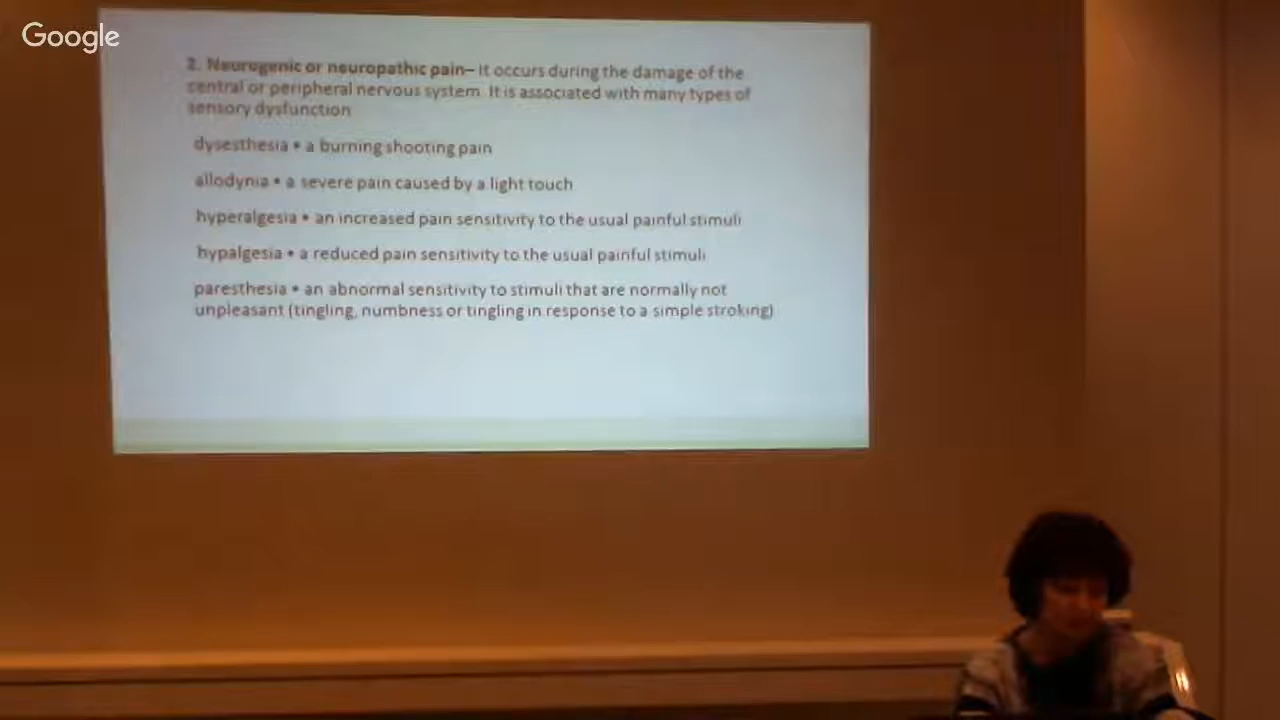 Google
2. Neurogenic or neuropathic pain– It occurs during the damage of the
central or peripheral nervous system. It is associated with many types of
sensory dysfunction
dysesthesia • a burning shooting pain
allodynia • a severe pain caused by a light touch
hyperalgesia • an increased pain sensitivity to the usual painful stimuli
hypalgesia • a reduced pain sensitivity to the usual painful stimuli
paresthesia • an abnormal sensitivity to stimuli that are normally not
unpleasant (tingling, numbness or tingling in response to a simple stroking)